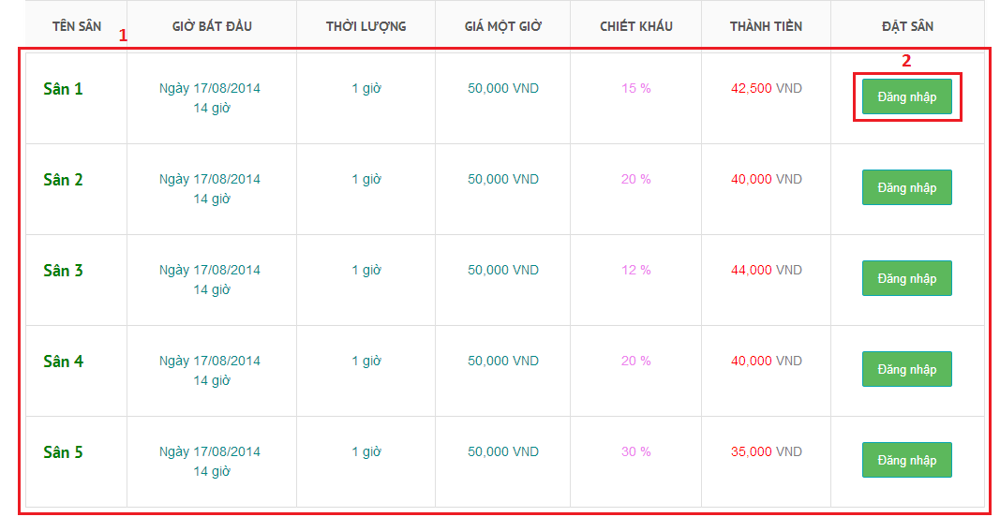 TÊN SÂN GIỜ BẮT ĐẦU THỜI LƯỢNG GIÁ MỘT GIỜ CHIẾT KHẤU THÀNH TIỀN ĐẶT SÂN
1
2
Sân 1 Ngày 17/08/2014 1 giờ 50,000 VND 15 % 42,500 VND Đăng nhập
14 giờ
Sân 2 Ngày 17/08/2014 1 giờ 50,000 VND 20 % 40,000 VND Đăng nhập
14 giờ
Sân 3 Ngày 17/08/2014 1 giờ 50,000 VND 12 % 44,000 VND Đăng nhập
14 giờ
Sân 4 Ngày 17/08/2014 1 giờ 50,000 VND 20 % 40,000 VND Đăng nhập
14 giờ
Sân 5 Ngày 17/08/2014 1 giờ 50,000 VND 30 % 35,000 VND Đăng nhập
14 giờ